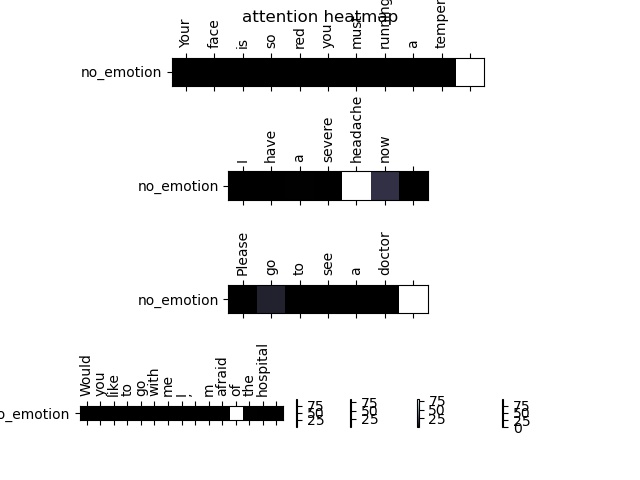 attention heatmap
Your face is so red you must running a temper
no_emotion
I have a severe headache now
no_emotion
Please go to see a doctor
no_emotion
Would you like to go with me I , m afraid of the hospital
o_emotion
75 50 25
75 50 25
75 50 25
75 50 25 0